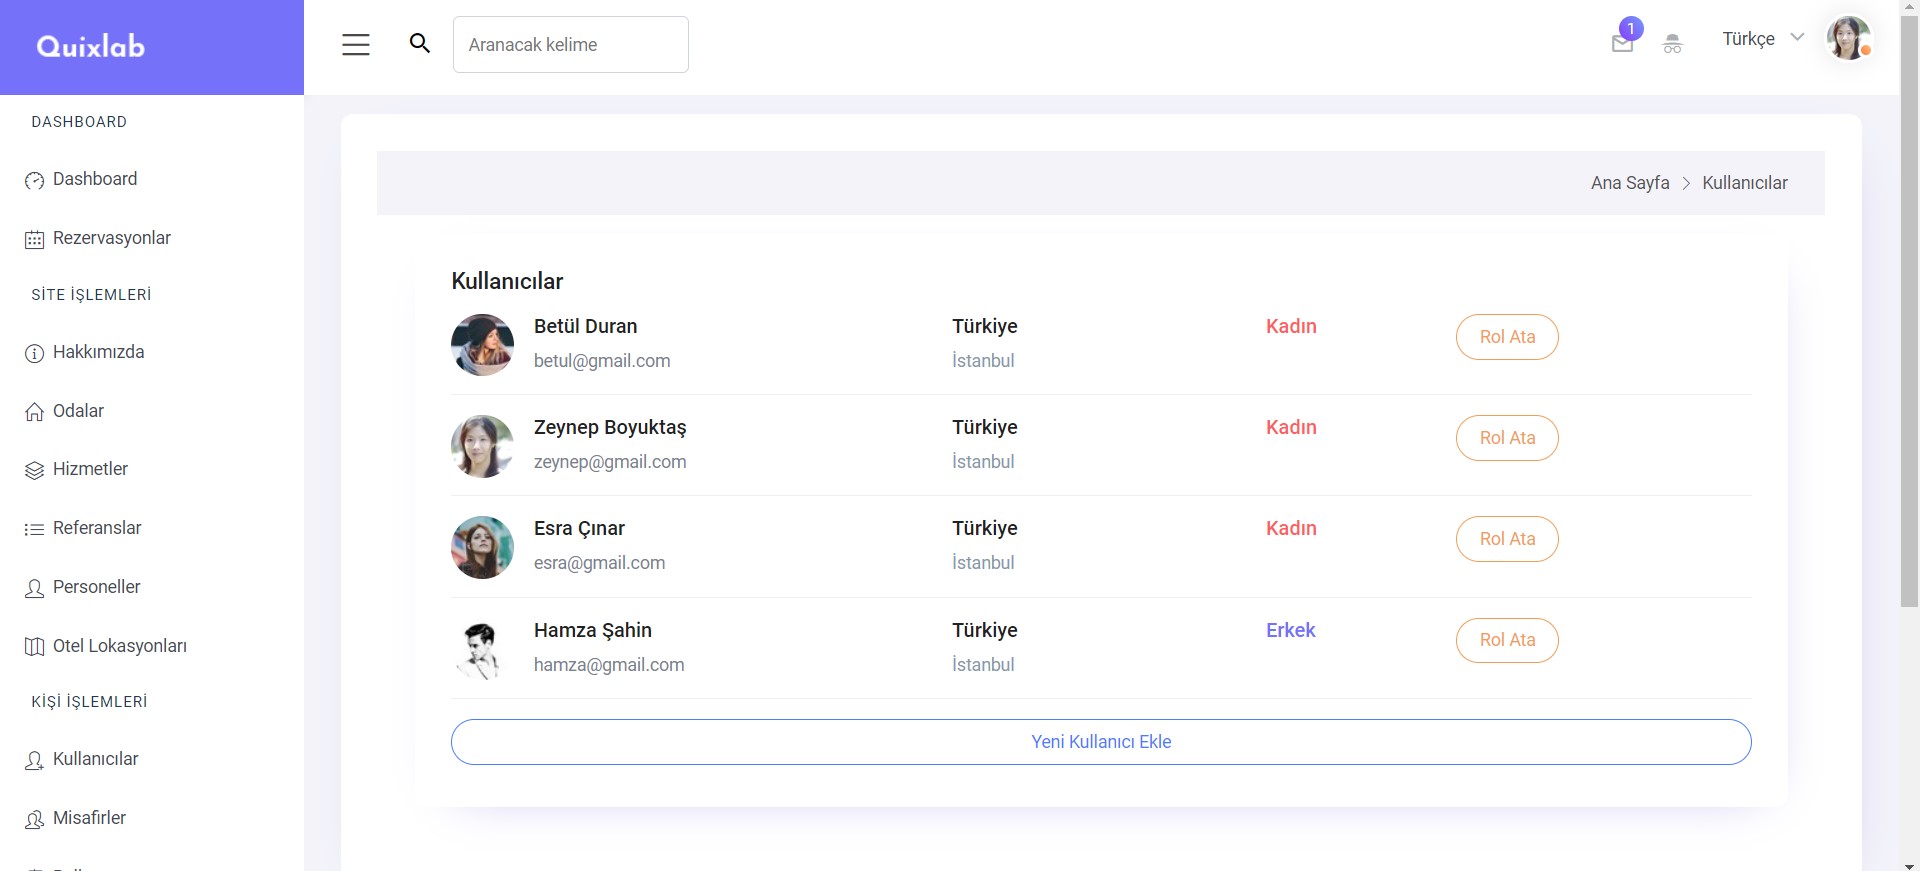 Quixlab
Aranacak kelime
1
Türkçe
DASHBOARD
Dashboard
Rezervasyonlar
SİTE İŞLEMLERİ
Hakkımızda
Odalar
Hizmetler
Referanslar
Personeller
Otel Lokasyonları
KİŞİ İŞLEMLERİ
Kullanıcılar
Misafirler
Ana Sayfa > Kullanıcılar
Kullanıcılar
Betül Duran Türkiye Kadın Rol Ata
betul@gmail.com İstanbul
Zeynep Boyuktaş Türkiye Kadın Rol Ata
zeynep@gmail.com İstanbul
Esra Çınar Türkiye Kadın Rol Ata
esra@gmail.com İstanbul
Hamza Şahin Türkiye Erkek Rol Ata
hamza@gmail.com İstanbul
Yeni Kullanıcı Ekle